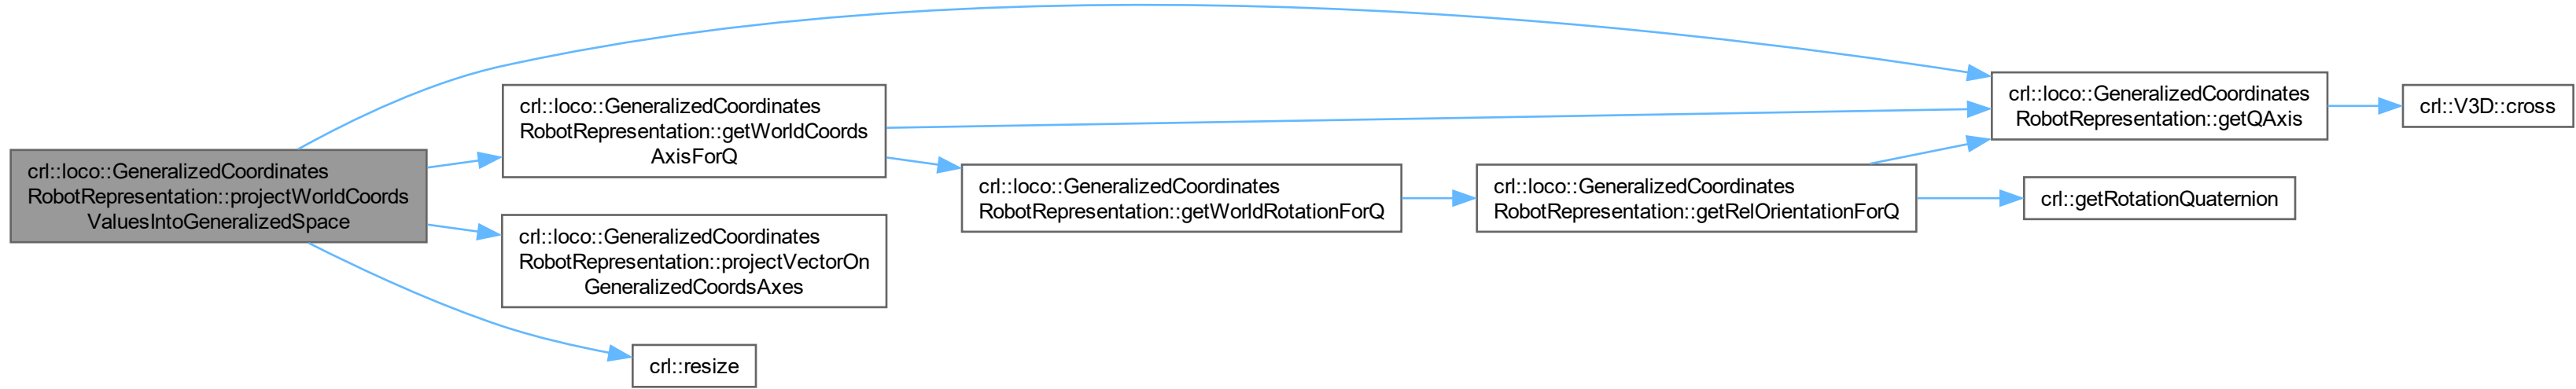 crl::loco::GeneralizedCoordinates
RobotRepresentation::projectWorldCoords
ValuesIntoGeneralizedSpace
crl::loco::GeneralizedCoordinates
RobotRepresentation::getWorldCoords
AxisForQ
crl::loco::GeneralizedCoordinates
RobotRepresentation::projectVectorOn
GeneralizedCoordsAxes
crl::resize
crl::loco::GeneralizedCoordinates
RobotRepresentation::getWorldRotationForQ
crl::loco::GeneralizedCoordinates
RobotRepresentation::getRelOrientationForQ
crl::loco::GeneralizedCoordinates
RobotRepresentation::getQAxis
crl::getRotationQuaternion
crl::V3D::cross